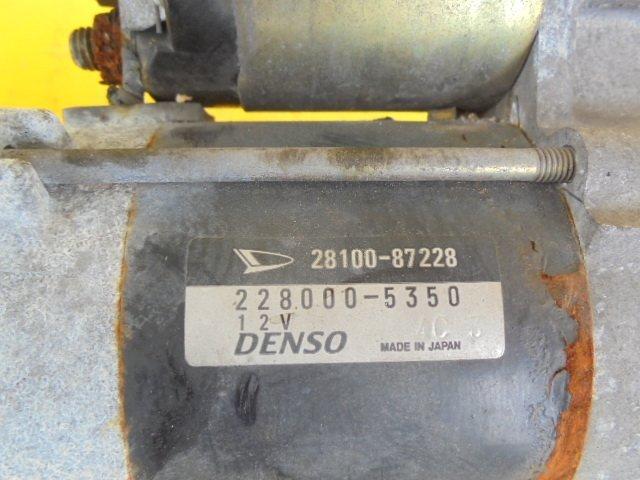 28100-87228
228000-5350
12V
DENSO MADE IN JAPAN